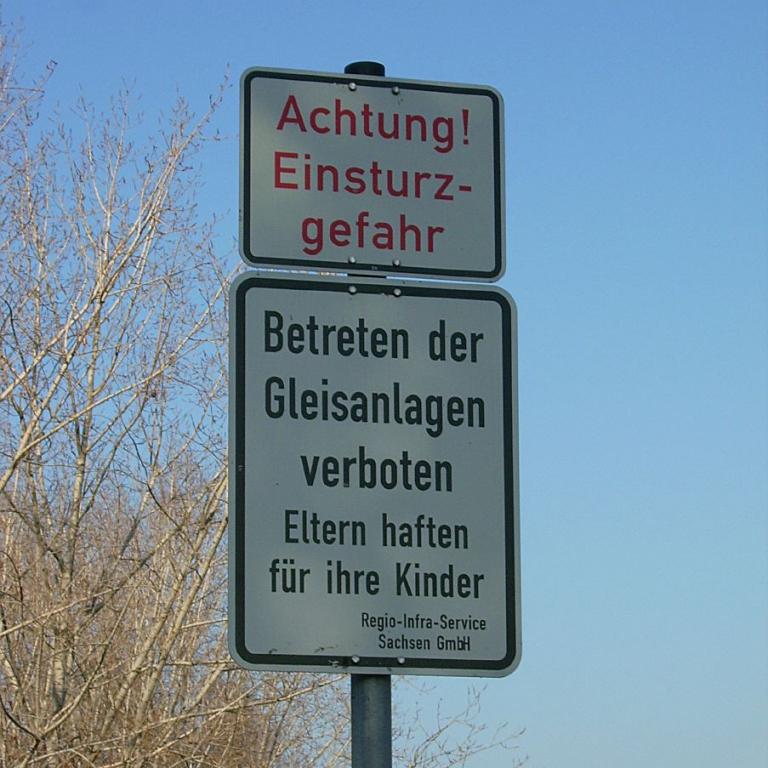 Achtung!
Einsturz-
gefahr
Betreten der
Gleisanlagen
verboten
Eltern haften
für ihre Kinder
Regio-Infra-Service
Sachsen GmbH